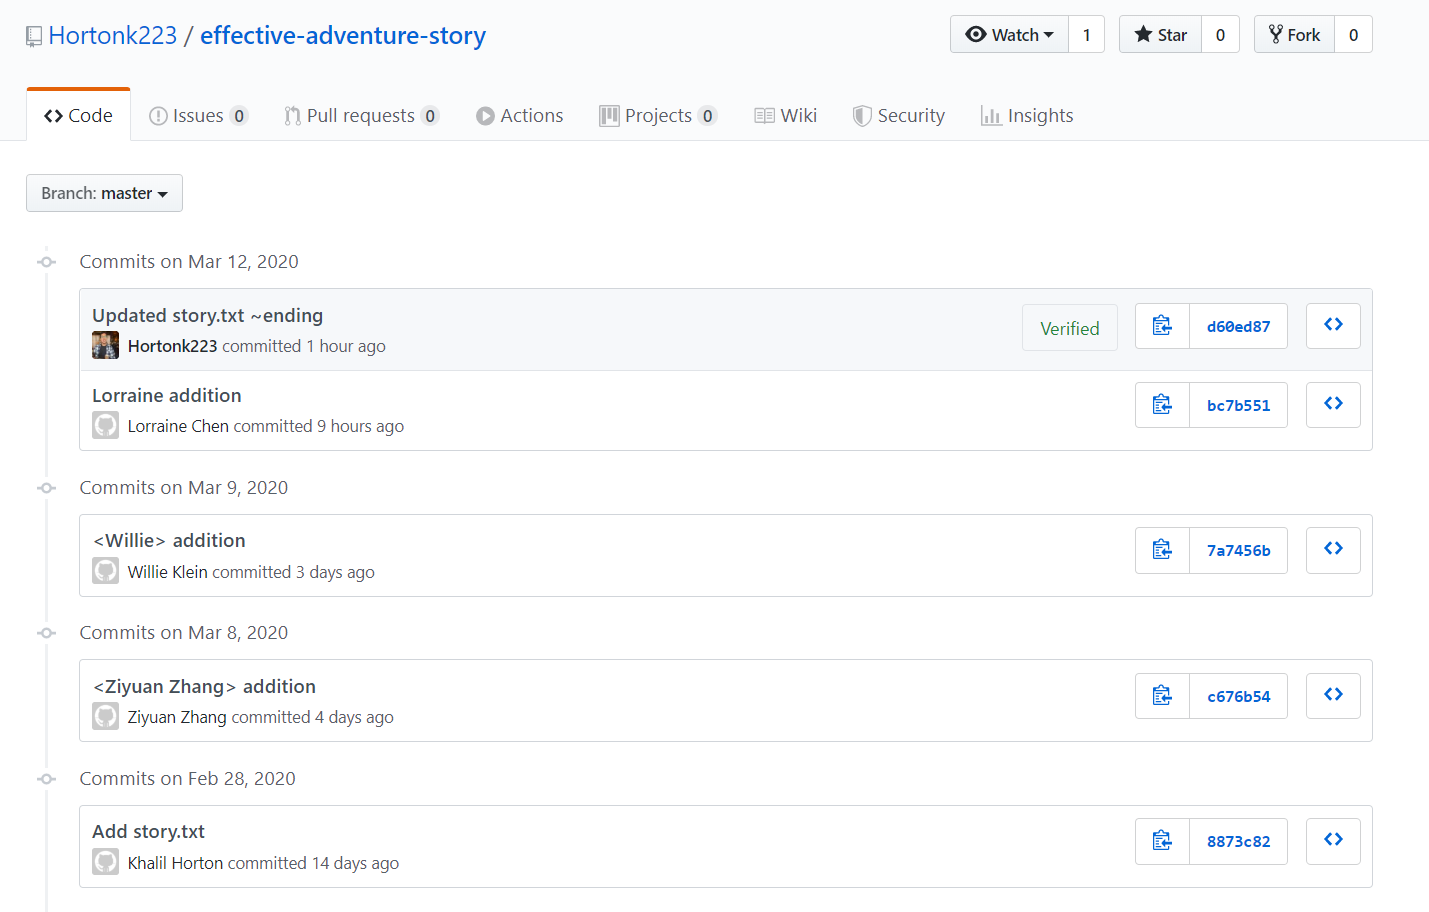 Hortonk223 / effective-adventure-story
Watch 1 Star 0 Fork 0
Code Issues 0 Pull requests 0 Actions Projects 0 Wiki Security Insights
Branch: master
Commits on Mar 12, 2020
Updated story.txt ~ending
Hortonk223 committed 1 hour ago
Verified d60ed87
Lorraine addition
Lorraine Chen committed 9 hours ago
bc7b551
Commits on Mar 9, 2020
<Willie> addition
Willie Klein committed 3 days ago
7a7456b
Commits on Mar 8, 2020
<Ziyuan Zhang> addition
Ziyuan Zhang committed 4 days ago
c676b54
Commits on Feb 28, 2020
Add story.txt
Khalil Horton committed 14 days ago
8873c82